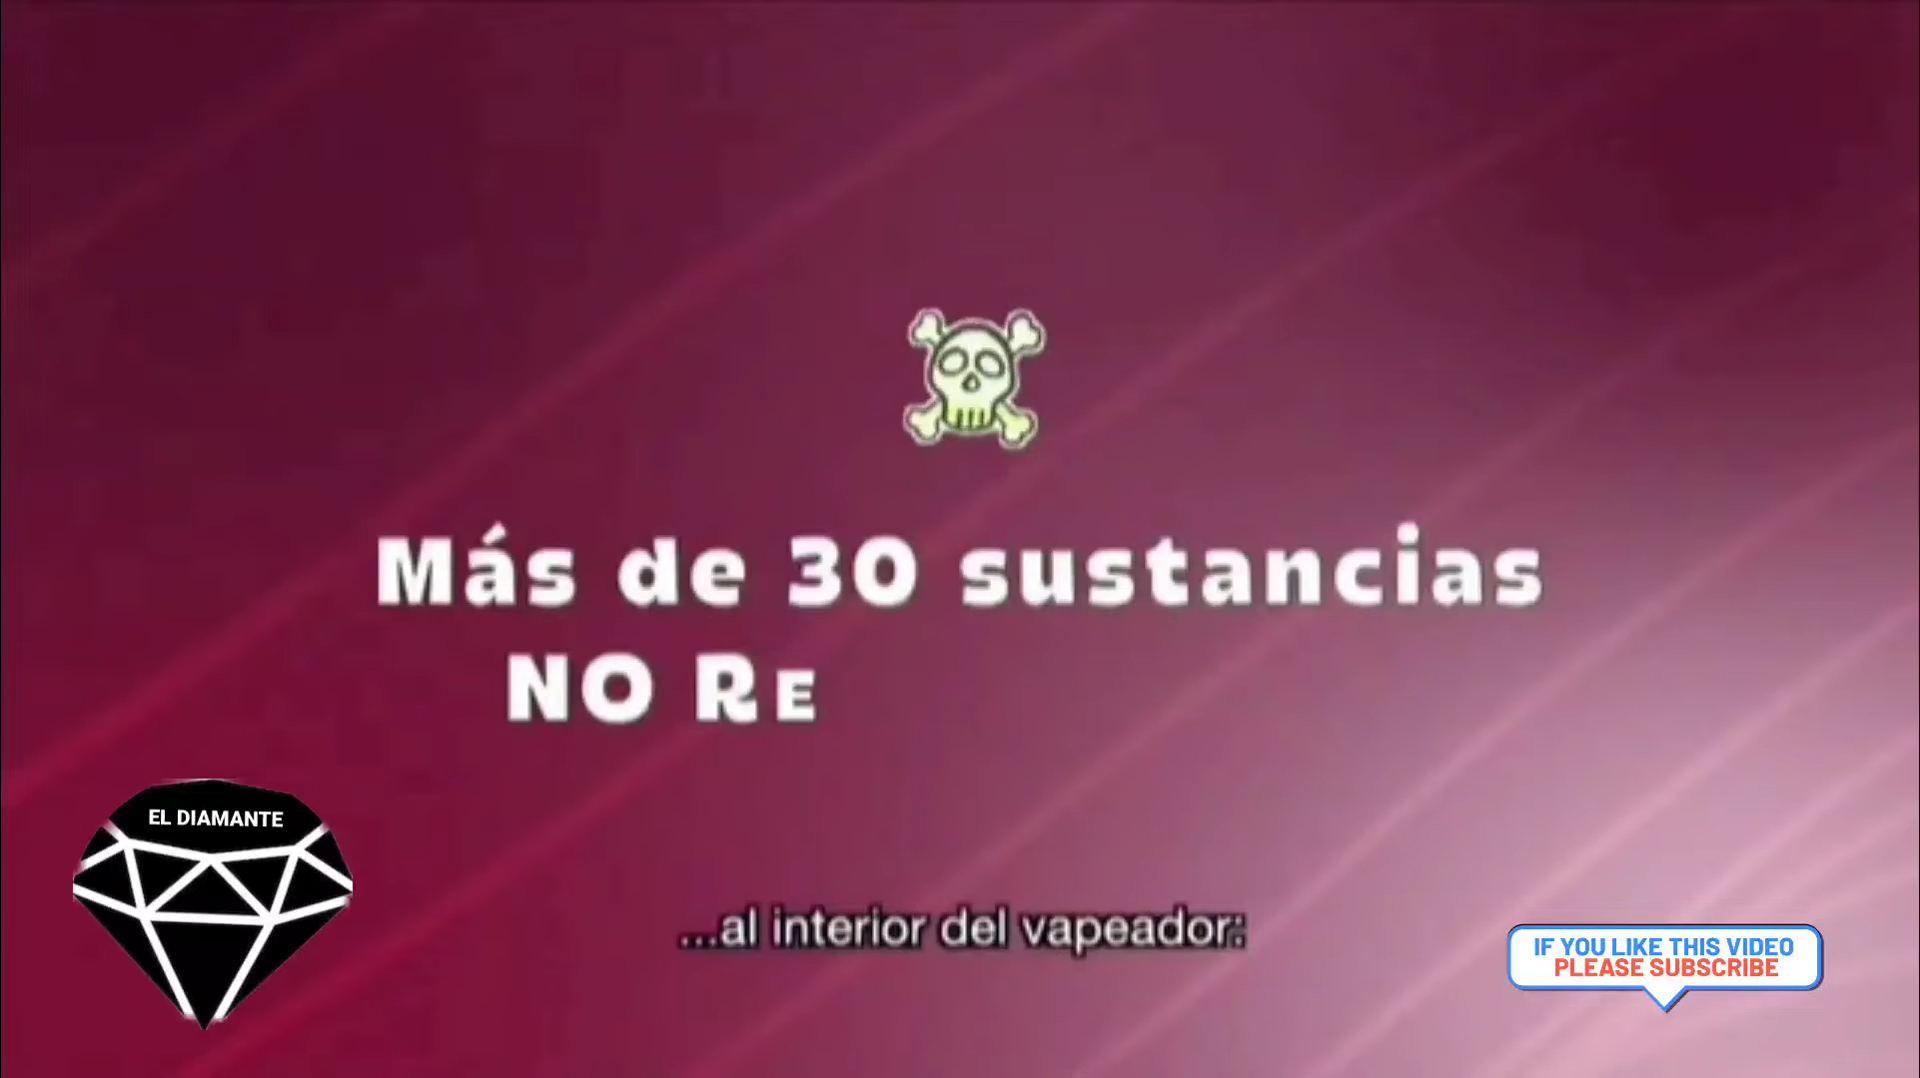 Más de 30 sustancias
NO RE
EL DIAMANTE
...al interior del vapeador:
IF YOU LIKE THIS VIDEO
PLEASE SUBSCRIBE